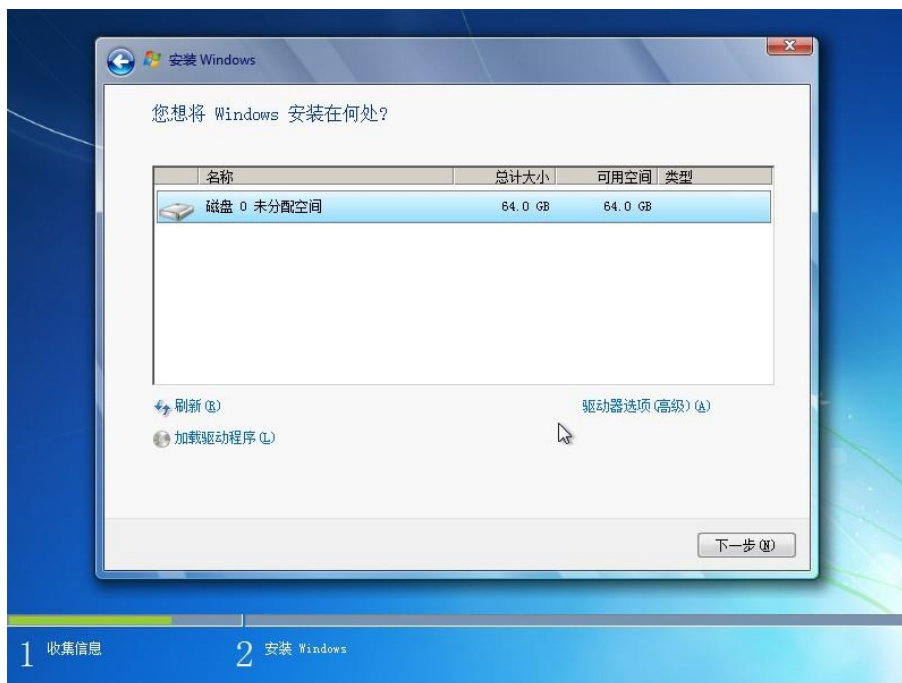 安装 Windows
您想将 Windows 安装在何处?
名称 总计大小 可用空间 类型
磁盘 0 未分配空间 64.0 GB 64.0 GB
刷新(R) 驱动器选项(高级)(A)
加载驱动程序(L)
下一步(N)
1 收集信息 2 安装 Windows